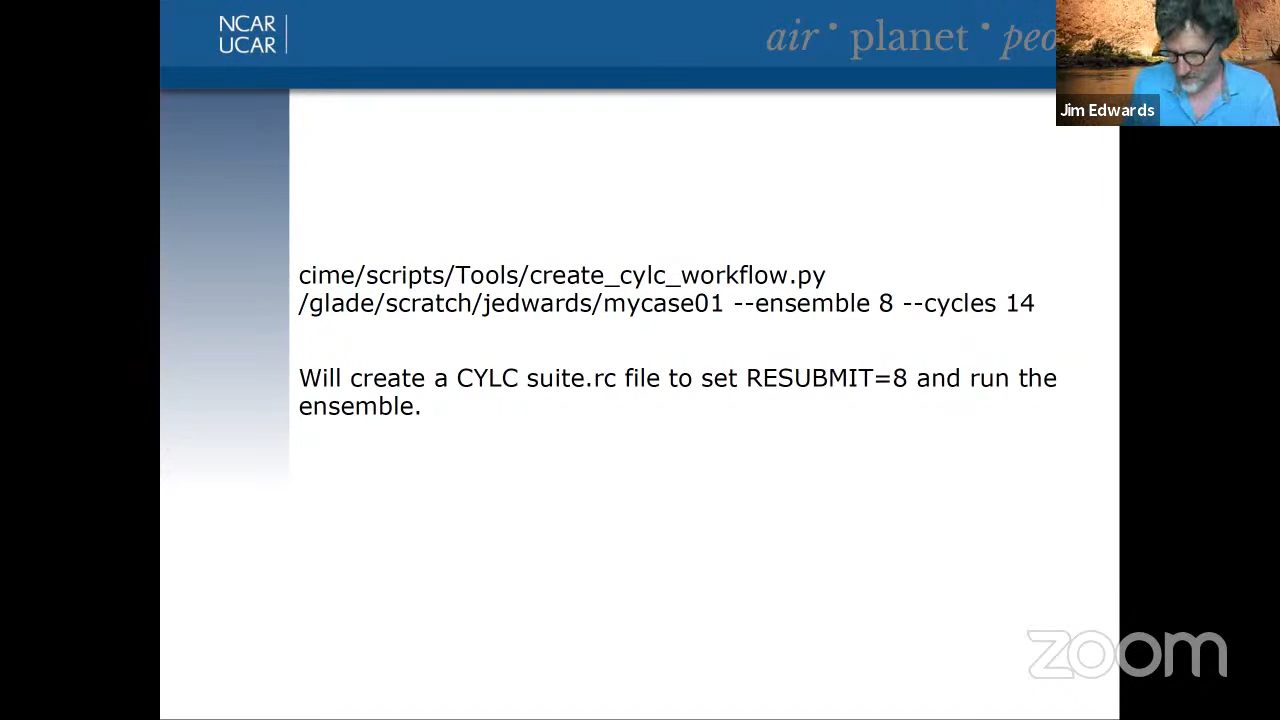 NCAR
UCAR
air • planet • peo
Jim Edwards
cime/scripts/Tools/create_cylc_workflow.py
/glade/scratch/jedwards/mycase01 --ensemble 8 --cycles 14
Will create a CYLC suite.rc file to set RESUBMIT=8 and run the
ensemble.
zoom